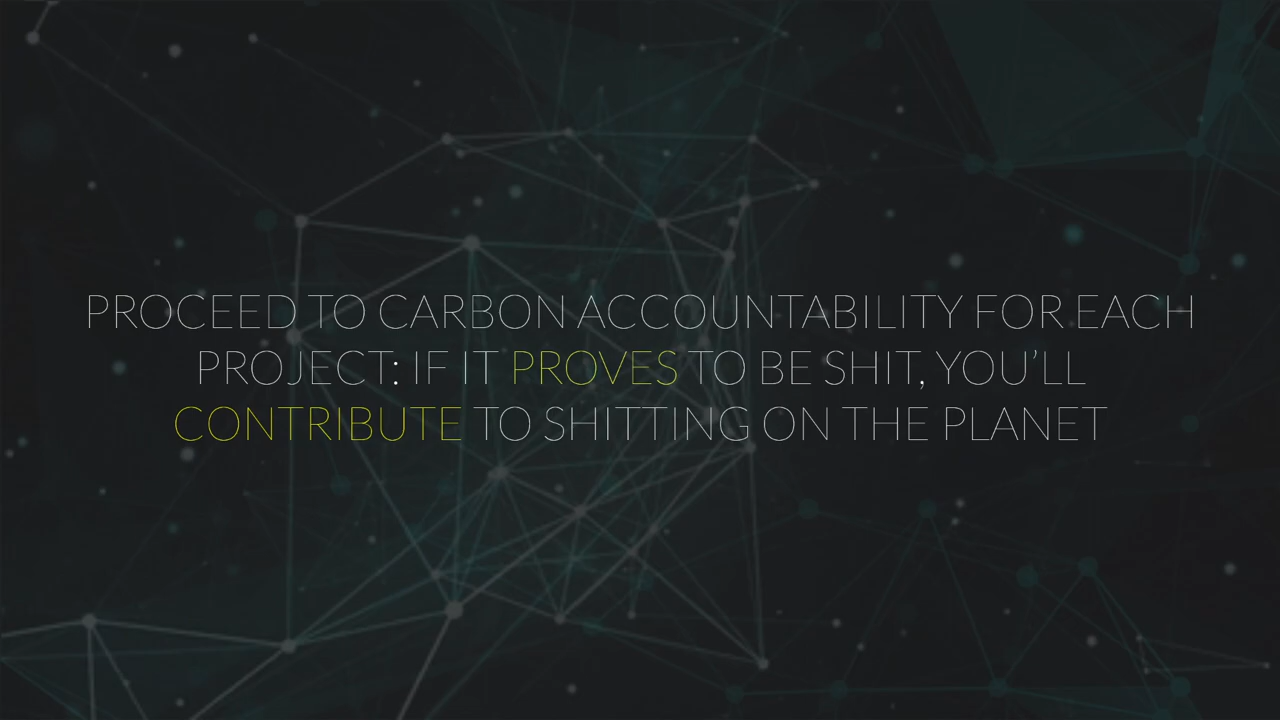 PROCEED TO CARBON ACCOUNTABILITY FOR EACH
PROJECT: IF IT PROVES TO BE SHIT, YOU’LL
CONTRIBUTE TO SHITTING ON THE PLANET